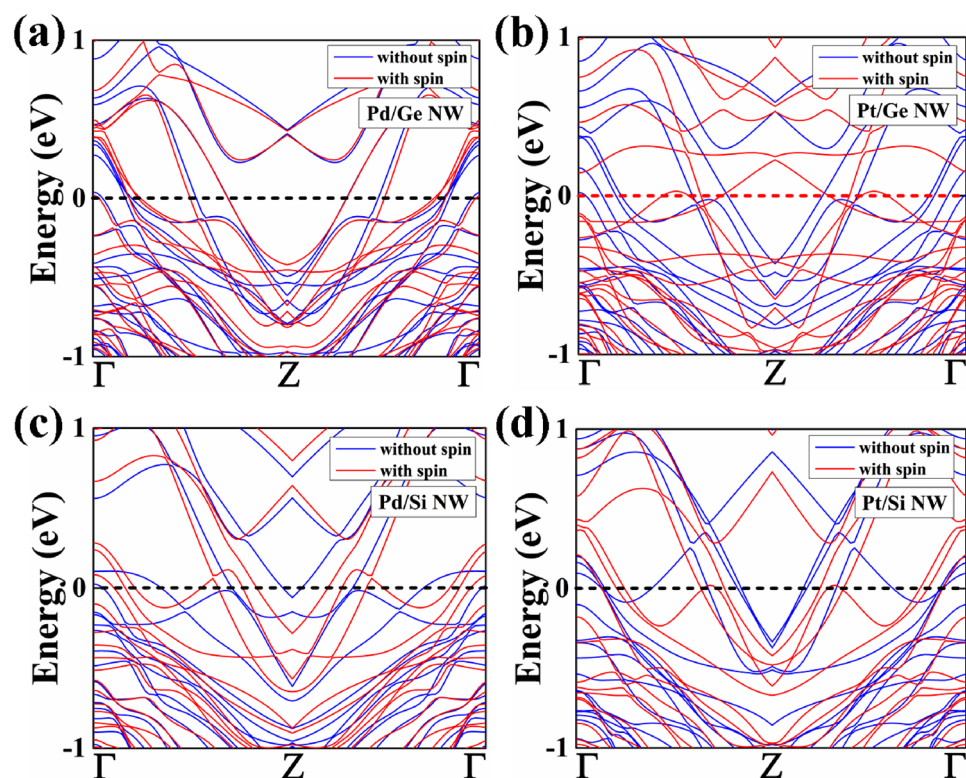 (a)
1
without spin
with spin
Pd/Ge NW
Energy (eV)
0
-1
Γ
Z
Γ
(b)
1
without spin
with spin
Pt/Ge NW
Energy (eV)
0
-1
Γ
Z
Γ
(c)
1
without spin
with spin
Pd/Si NW
Energy (eV)
0
-1
Γ
Z
Γ
(d)
1
without spin
with spin
Pt/Si NW
Energy (eV)
0
-1
Γ
Z
Γ